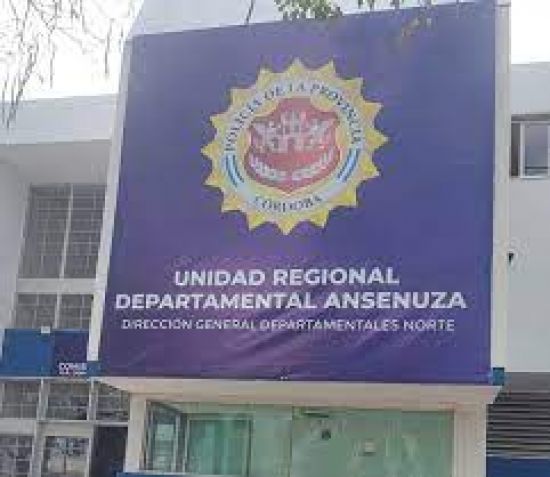 POLICÍA DE LA PROVINCIA
CÓRDOBA
UNIDAD REGIONAL
DEPARTAMENTAL ANSENUZA
DIRECCIÓN GENERAL DEPARTAMENTALES NORTE